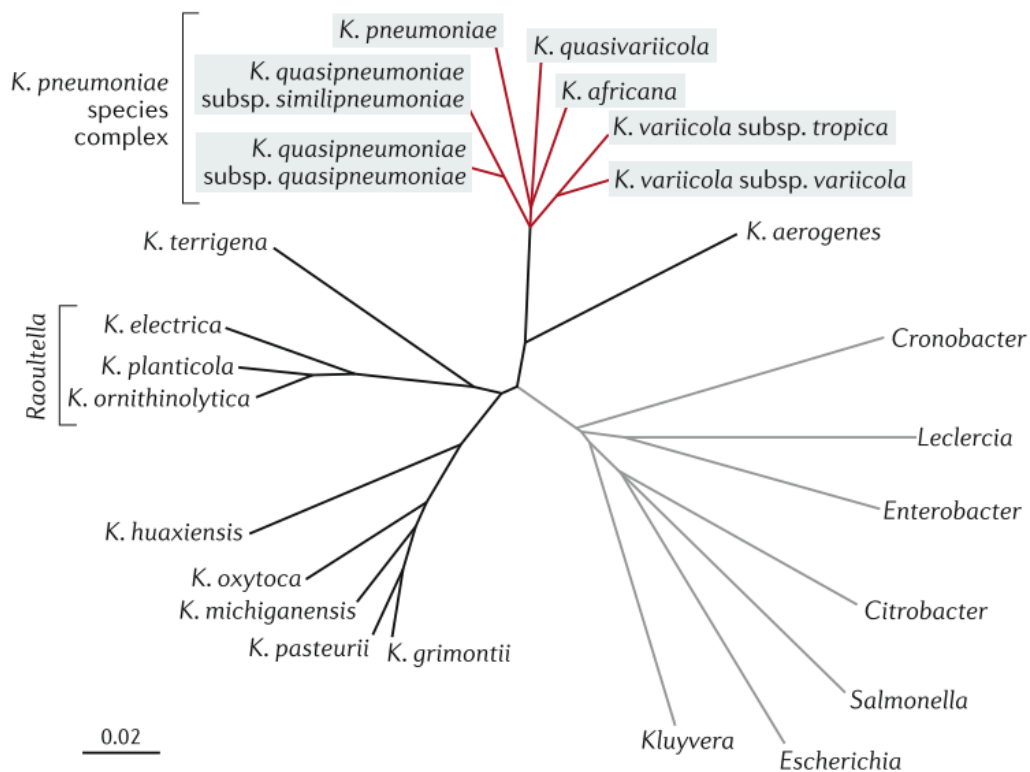 K. pneumoniae
species
complex
K. pneumoniae
K. quasivariicola
K. quasipneumoniae
subsp. similipneumoniae
K. africana
K. variicola subsp. tropica
K. quasipneumoniae
subsp. quasipneumoniae
K. variicola subsp. variicola
K. terrigena
K. aerogenes
Raoultella
K. electrica
K. planticola
K. ornithinolytica
Cronobacter
Leclercia
Enterobacter
K. huaxiensis
K. oxytoca
K. michiganensis
K. pasteurii
K. grimontii
Citrobacter
Salmonella
Kluyvera
Escherichia
0.02